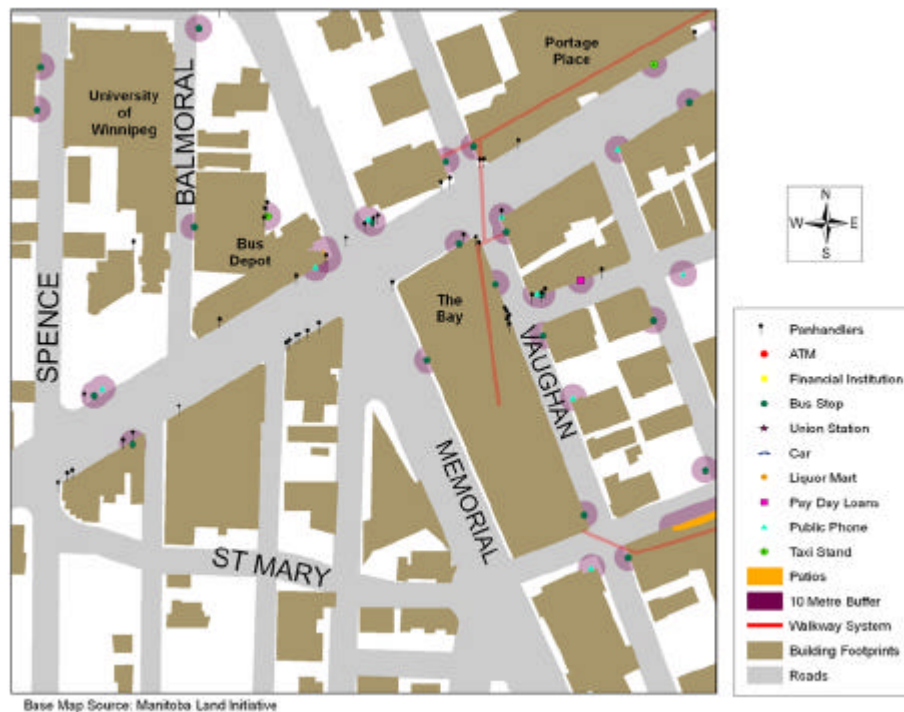 Portage
Place
University
of
Winnipeg
BALMORAL
Bus
Depot
SPENCE
The
Bay
VAUGHAN
MEMORIAL
ST MARY
N
W
E
S
Panhandlers
ATM
Financial Institution
Bus Stop
Union Station
Car
Liquor Mart
Pay Day Loans
Public Phone
Taxi Stand
Patios
10 Metre Buffer
Walkway System
Building Footprints
Roads
Base Map Source: Manitoba Land Initiative